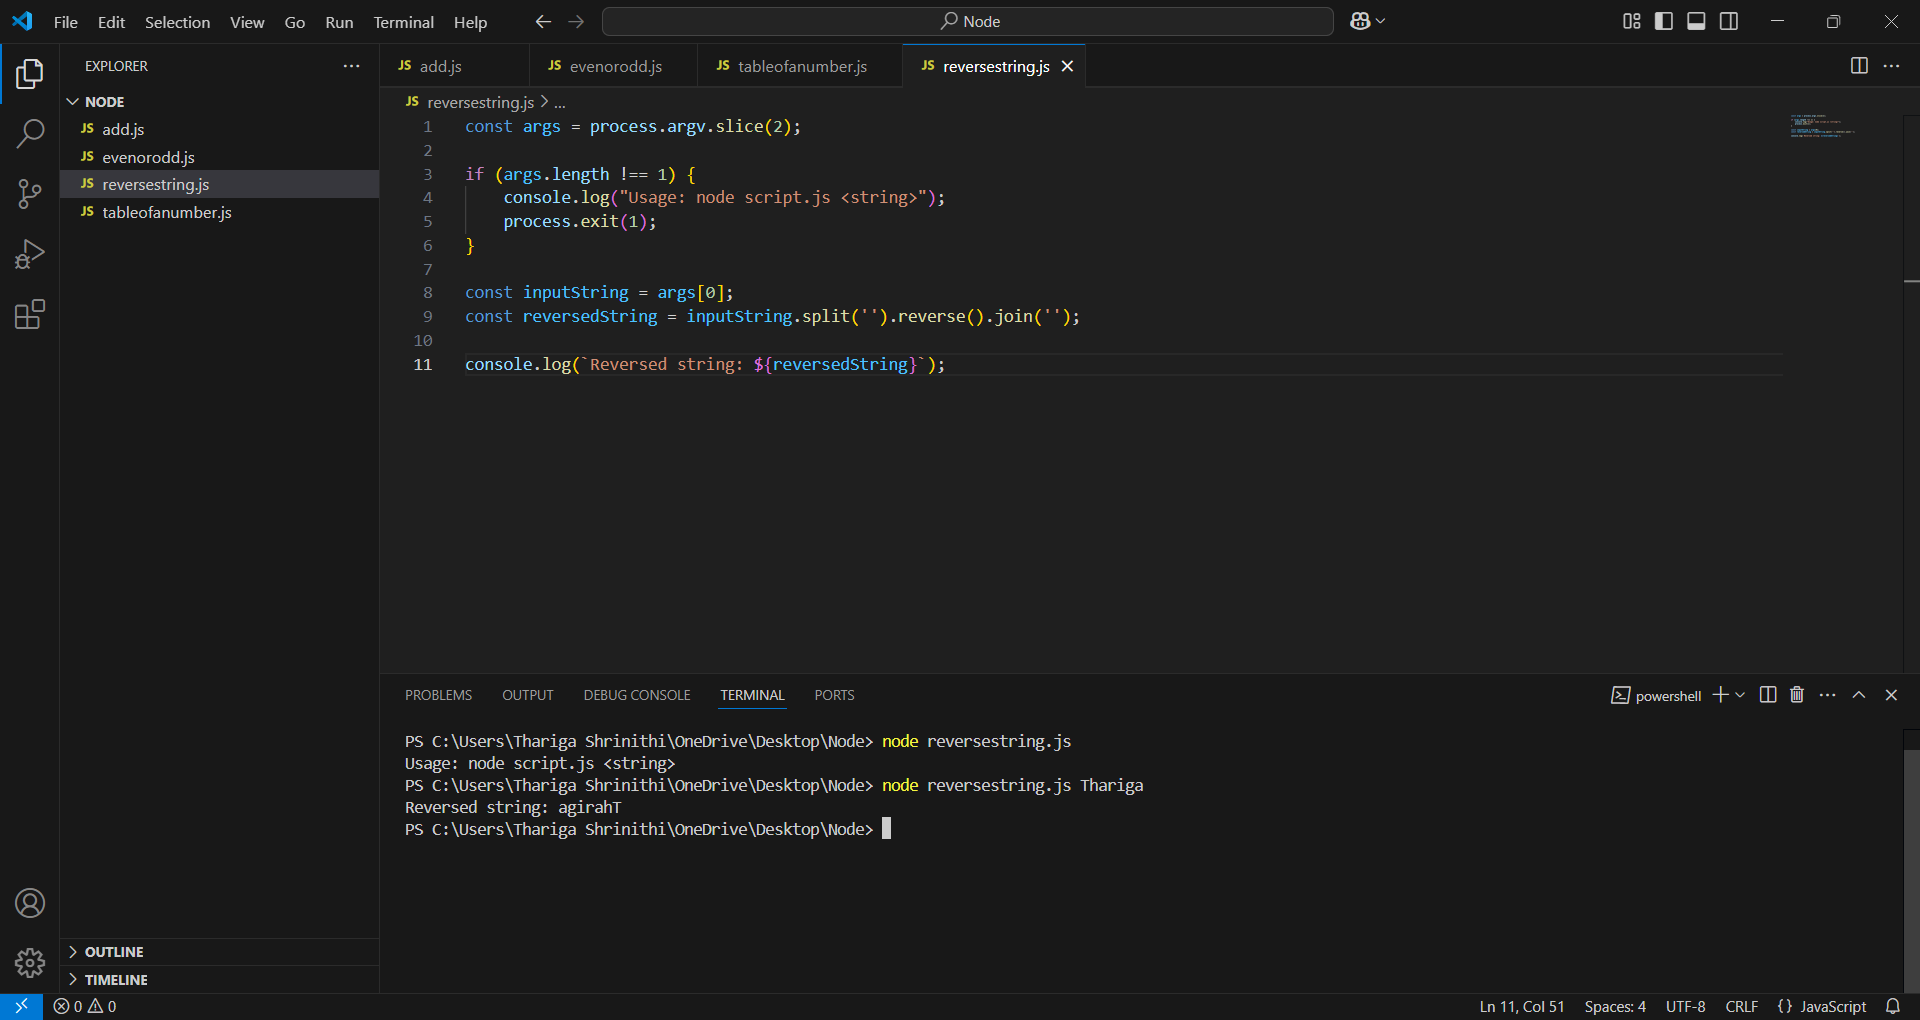 File Edit Selection View Go Run Terminal Help
Node
EXPLORER
NODE
JS add.js
JS evenorodd.js
JS reversestring.js
JS tableofanumber.js
JS add.js JS evenorodd.js JS tableofanumber.js JS reversestring.js
JS reversestring.js > ...
1 const args = process.argv.slice(2);
2
3 if (args.length !== 1) {
4     console.log("Usage: node script.js <string>");
5     process.exit(1);
6 }
7
8 const inputString = args[0];
9 const reversedString = inputString.split('').reverse().join('');
10
11 console.log(`Reversed string: ${reversedString}`);
PROBLEMS OUTPUT DEBUG CONSOLE TERMINAL PORTS
powershell
PS C:\Users\Thariga Shrinithi\OneDrive\Desktop\Node> node reversestring.js
Usage: node script.js <string>
PS C:\Users\Thariga Shrinithi\OneDrive\Desktop\Node> node reversestring.js Thariga
Reversed string: agirahT
PS C:\Users\Thariga Shrinithi\OneDrive\Desktop\Node>
OUTLINE
TIMELINE
0 0
Ln 11, Col 51 Spaces: 4 UTF-8 CRLF {} JavaScript